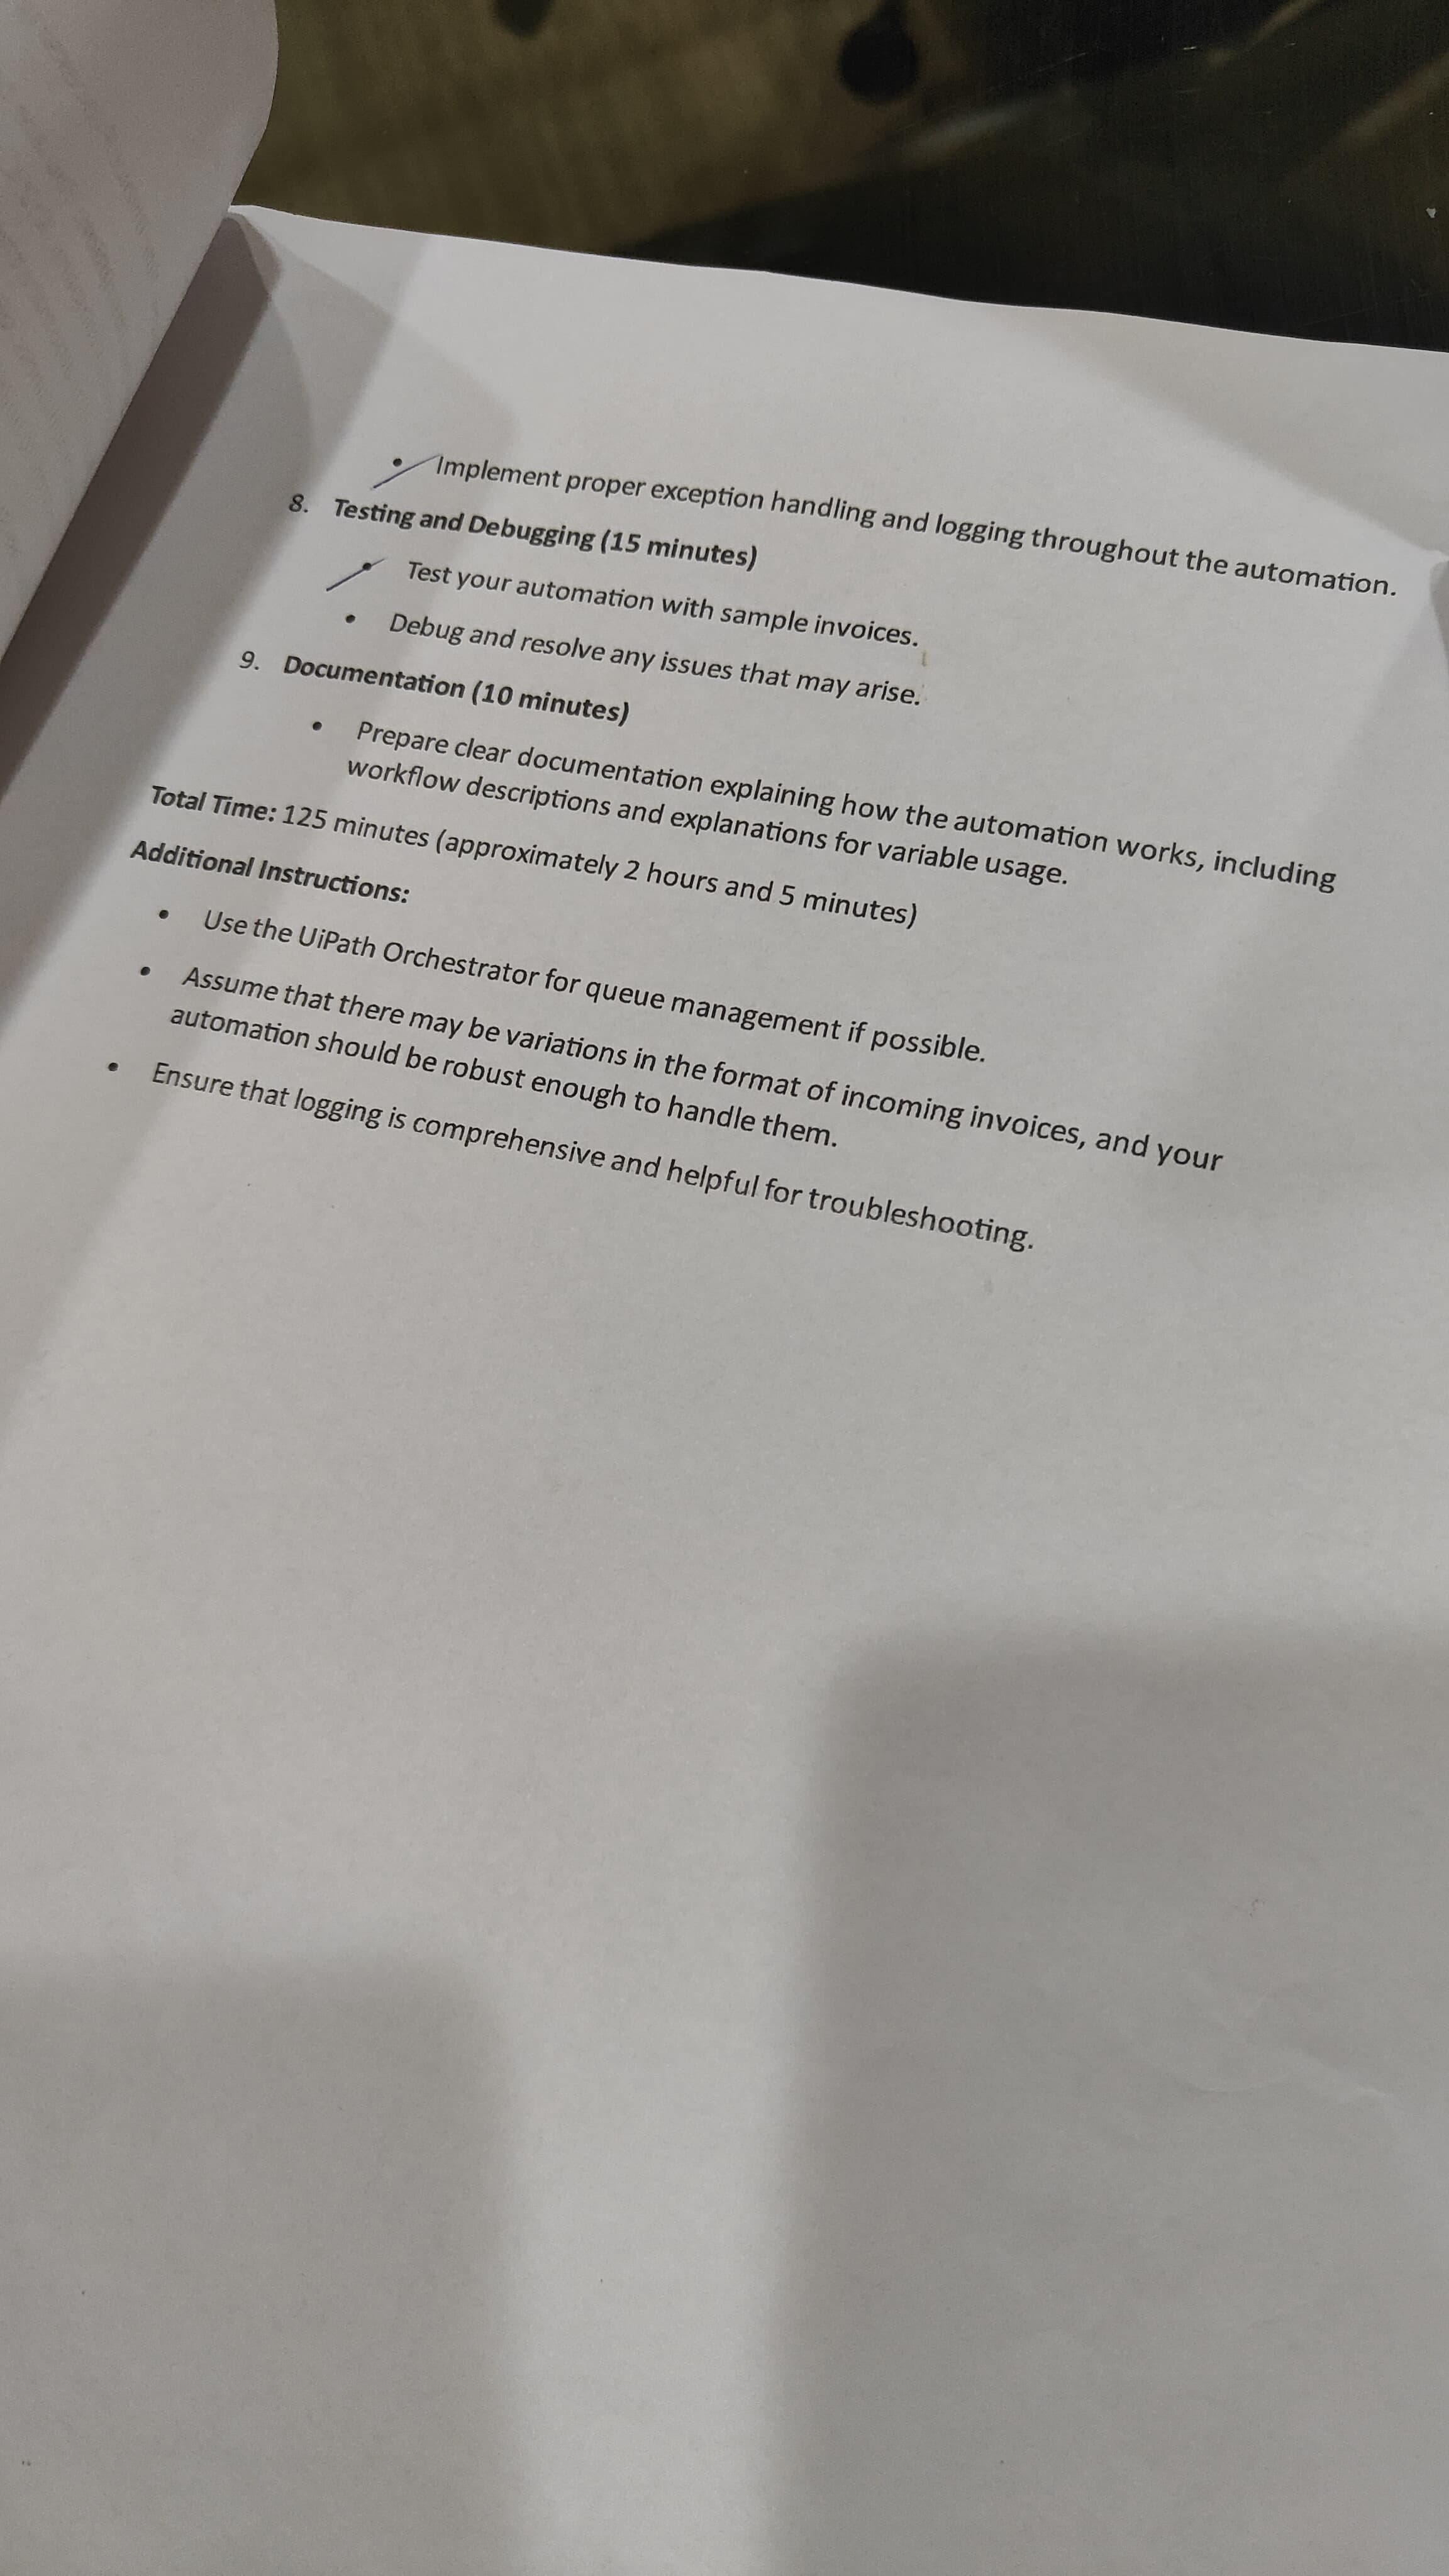 • Implement proper exception handling and logging throughout the automation.
8. Testing and Debugging (15 minutes)
• Test your automation with sample invoices.
• Debug and resolve any issues that may arise.
9. Documentation (10 minutes)
• Prepare clear documentation explaining how the automation works, including
workflow descriptions and explanations for variable usage.
Total Time: 125 minutes (approximately 2 hours and 5 minutes)
Additional Instructions:
• Use the UiPath Orchestrator for queue management if possible.
• Assume that there may be variations in the format of incoming invoices, and your
automation should be robust enough to handle them.
• Ensure that logging is comprehensive and helpful for troubleshooting.